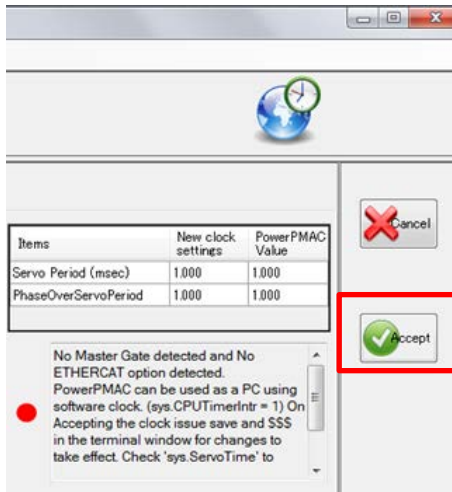 Cancel
Items New clock settings PowerPMAC Value
Servo Period (msec) 1.000 1.000
PhaseOverServoPeriod 1.000 1.000
Accept
No Master Gate detected and No
ETHERCAT option detected.
PowerPMAC can be used as a PC using
software clock. (sys.CPUTimerIntr = 1) On
Accepting the clock issue save and $$$
in the terminal window for changes to
take effect. Check 'sys.ServoTime' to